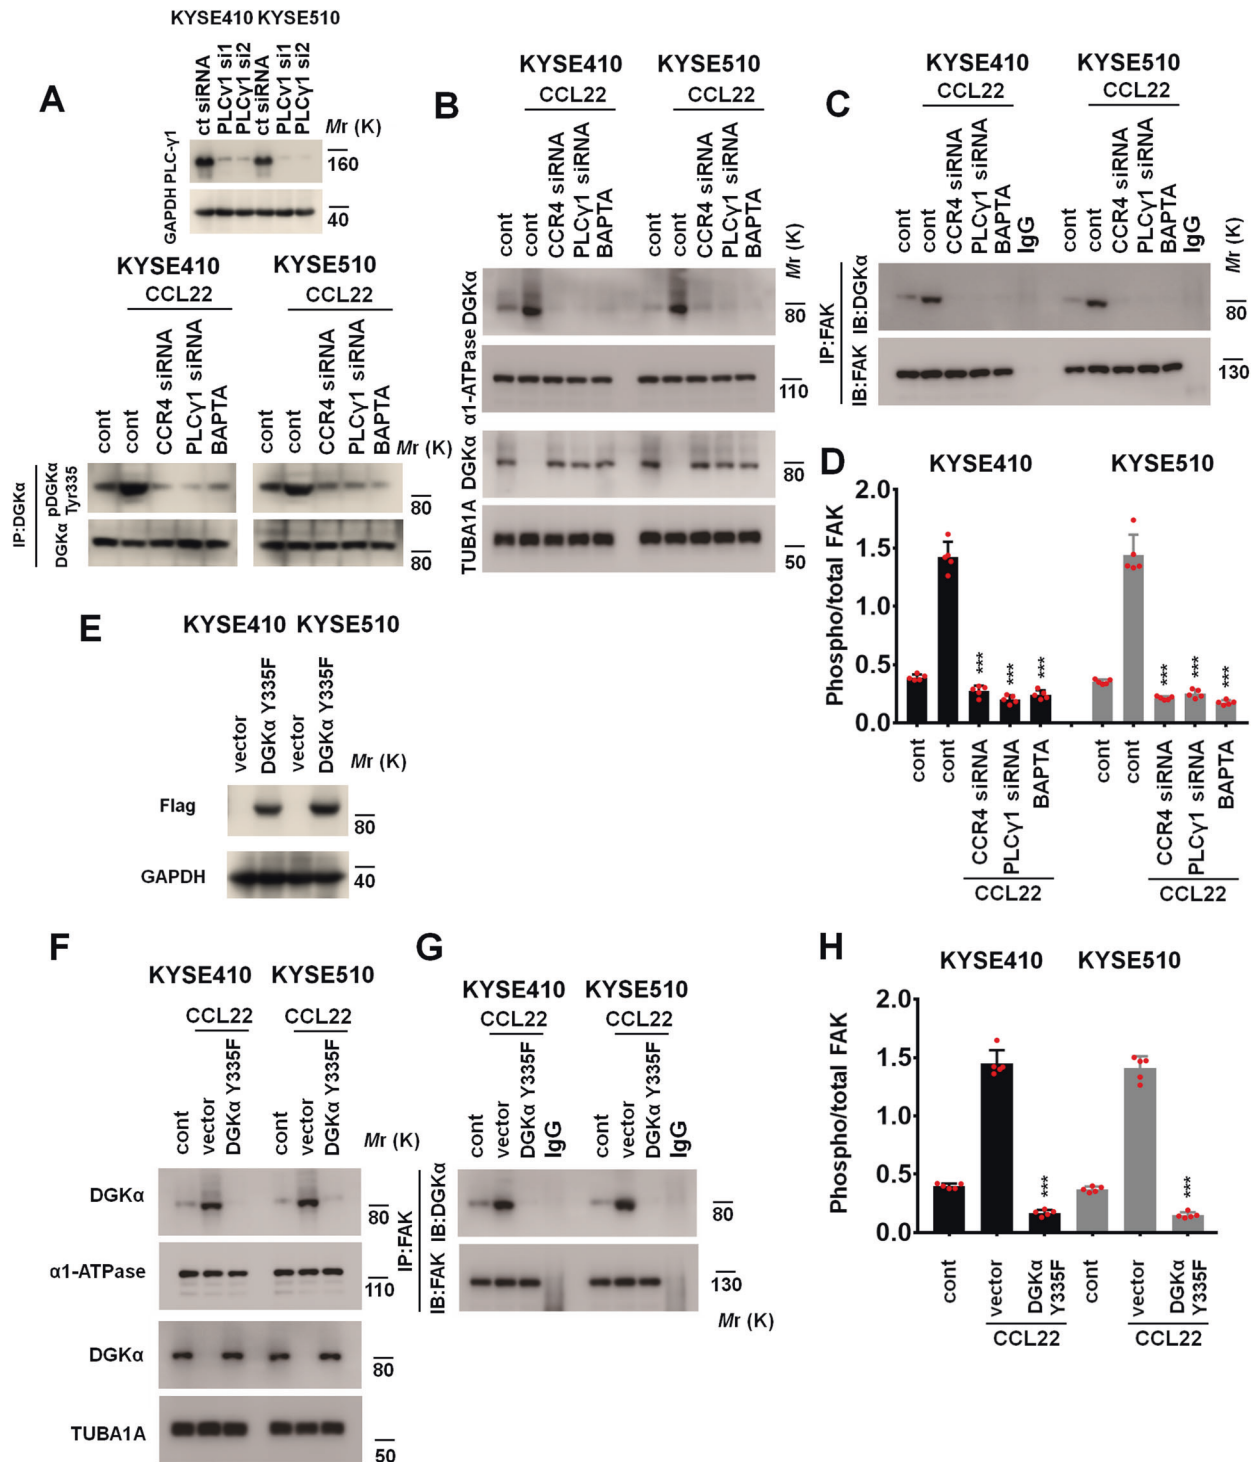 KYSE410 KYSE510
A
ct siRNA
PLCγ1 si1
PLCγ1 si2
ct siRNA
PLCγ1 si1
PLCγ1 si2
Mr (K)
PLC-γ1
160
GAPDH
40
KYSE410
KYSE510
CCL22
CCL22
cont
cont
CCR4 siRNA
PLCγ1 siRNA
BAPTA
cont
cont
CCR4 siRNA
PLCγ1 siRNA
BAPTA
Mr (K)
IP:DGKα
pDGKα
Tyr335
80
DGKα
80
B
KYSE410
KYSE510
CCL22
CCL22
cont
cont
CCR4 siRNA
PLCγ1 siRNA
BAPTA
cont
cont
CCR4 siRNA
PLCγ1 siRNA
BAPTA
Mr (K)
DGKα
80
α1-ATPase
110
DGKα
80
TUBA1A
50
C
KYSE410
KYSE510
CCL22
CCL22
cont
cont
CCR4 siRNA
PLCγ1 siRNA
BAPTA
IgG
cont
cont
CCR4 siRNA
PLCγ1 siRNA
BAPTA
IgG
Mr (K)
IP:FAK
IB:DGKα
80
IB:FAK
130
D
KYSE410
KYSE510
Phospho/total FAK
2.0
1.5
1.0
0.5
0.0
***
***
***
***
***
***
cont
cont
CCR4 siRNA
PLCγ1 siRNA
BAPTA
cont
cont
CCR4 siRNA
PLCγ1 siRNA
BAPTA
CCL22
CCL22
E
KYSE410 KYSE510
vector
DGKα Y335F
vector
DGKα Y335F
Mr (K)
Flag
80
GAPDH
40
F
KYSE410
KYSE510
CCL22
CCL22
cont
vector
DGKα Y335F
cont
vector
DGKα Y335F
Mr (K)
DGKα
80
α1-ATPase
110
DGKα
80
TUBA1A
50
G
KYSE410
KYSE510
CCL22
CCL22
cont
vector
DGKα Y335F
IgG
cont
vector
DGKα Y335F
IgG
IP:FAK
IB:DGKα
80
IB:FAK
130
Mr (K)
H
KYSE410
KYSE510
Phospho/total FAK
2.0
1.5
1.0
0.5
0.0
***
***
cont
vector
DGKα
Y335F
cont
vector
DGKα
Y335F
CCL22
CCL22